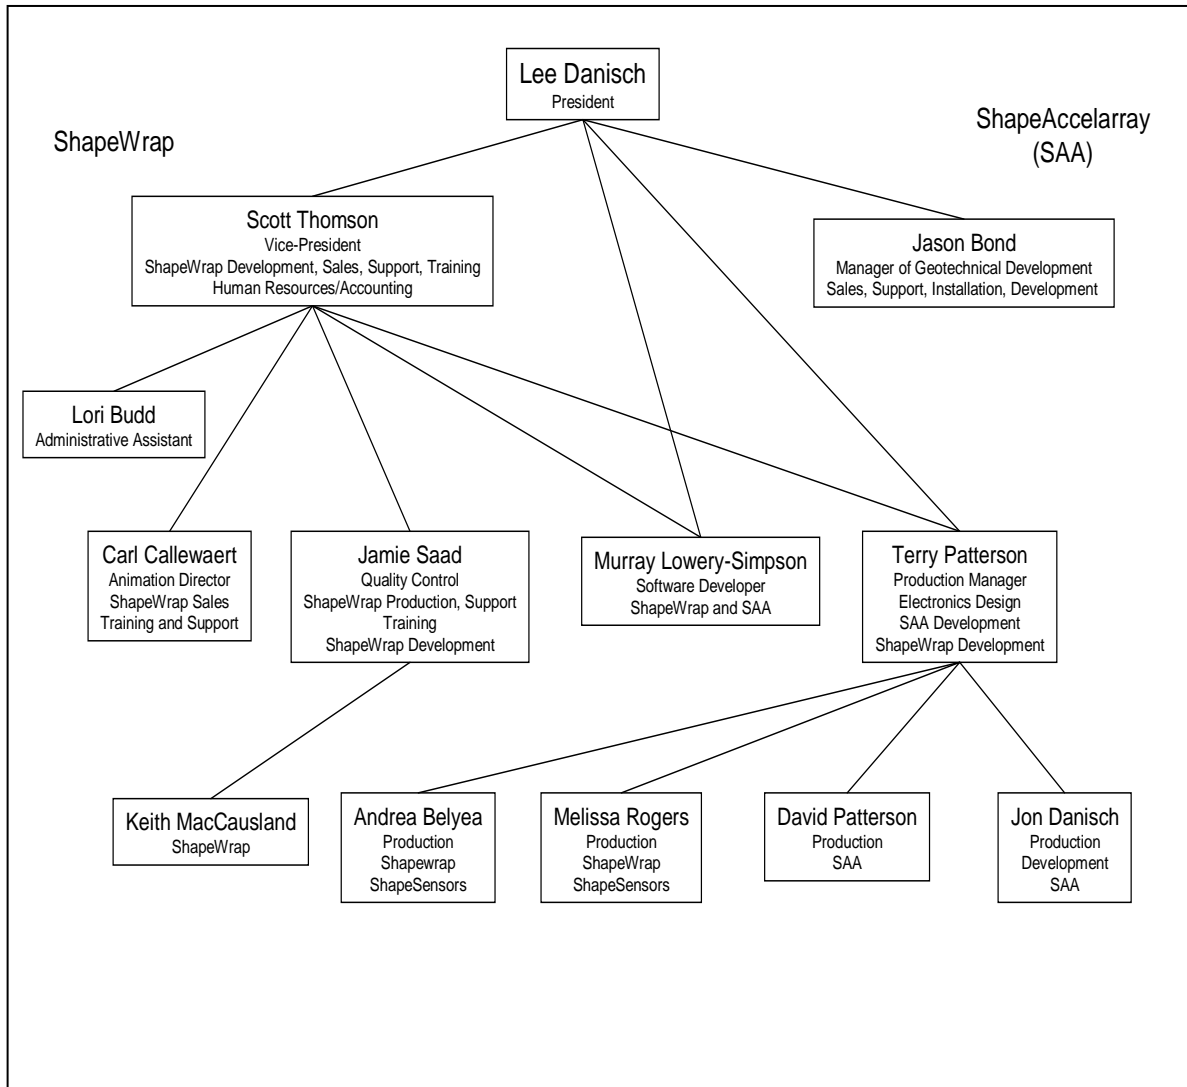 Lee Danisch
President
ShapeWrap
ShapeAccelarray
(SAA)
Scott Thomson
Vice-President
ShapeWrap Development, Sales, Support, Training
Human Resources/Accounting
Jason Bond
Manager of Geotechnical Development
Sales, Support, Installation, Development
Lori Budd
Administrative Assistant
Carl Callewaert
Animation Director
ShapeWrap Sales
Training and Support
Jamie Saad
Quality Control
ShapeWrap Production, Support
Training
ShapeWrap Development
Murray Lowery-Simpson
Software Developer
ShapeWrap and SAA
Terry Patterson
Production Manager
Electronics Design
SAA Development
ShapeWrap Development
Keith MacCausland
ShapeWrap
Andrea Belyea
Production
Shapewrap
ShapeSensors
Melissa Rogers
Production
ShapeWrap
ShapeSensors
David Patterson
Production
SAA
Jon Danisch
Production
Development
SAA